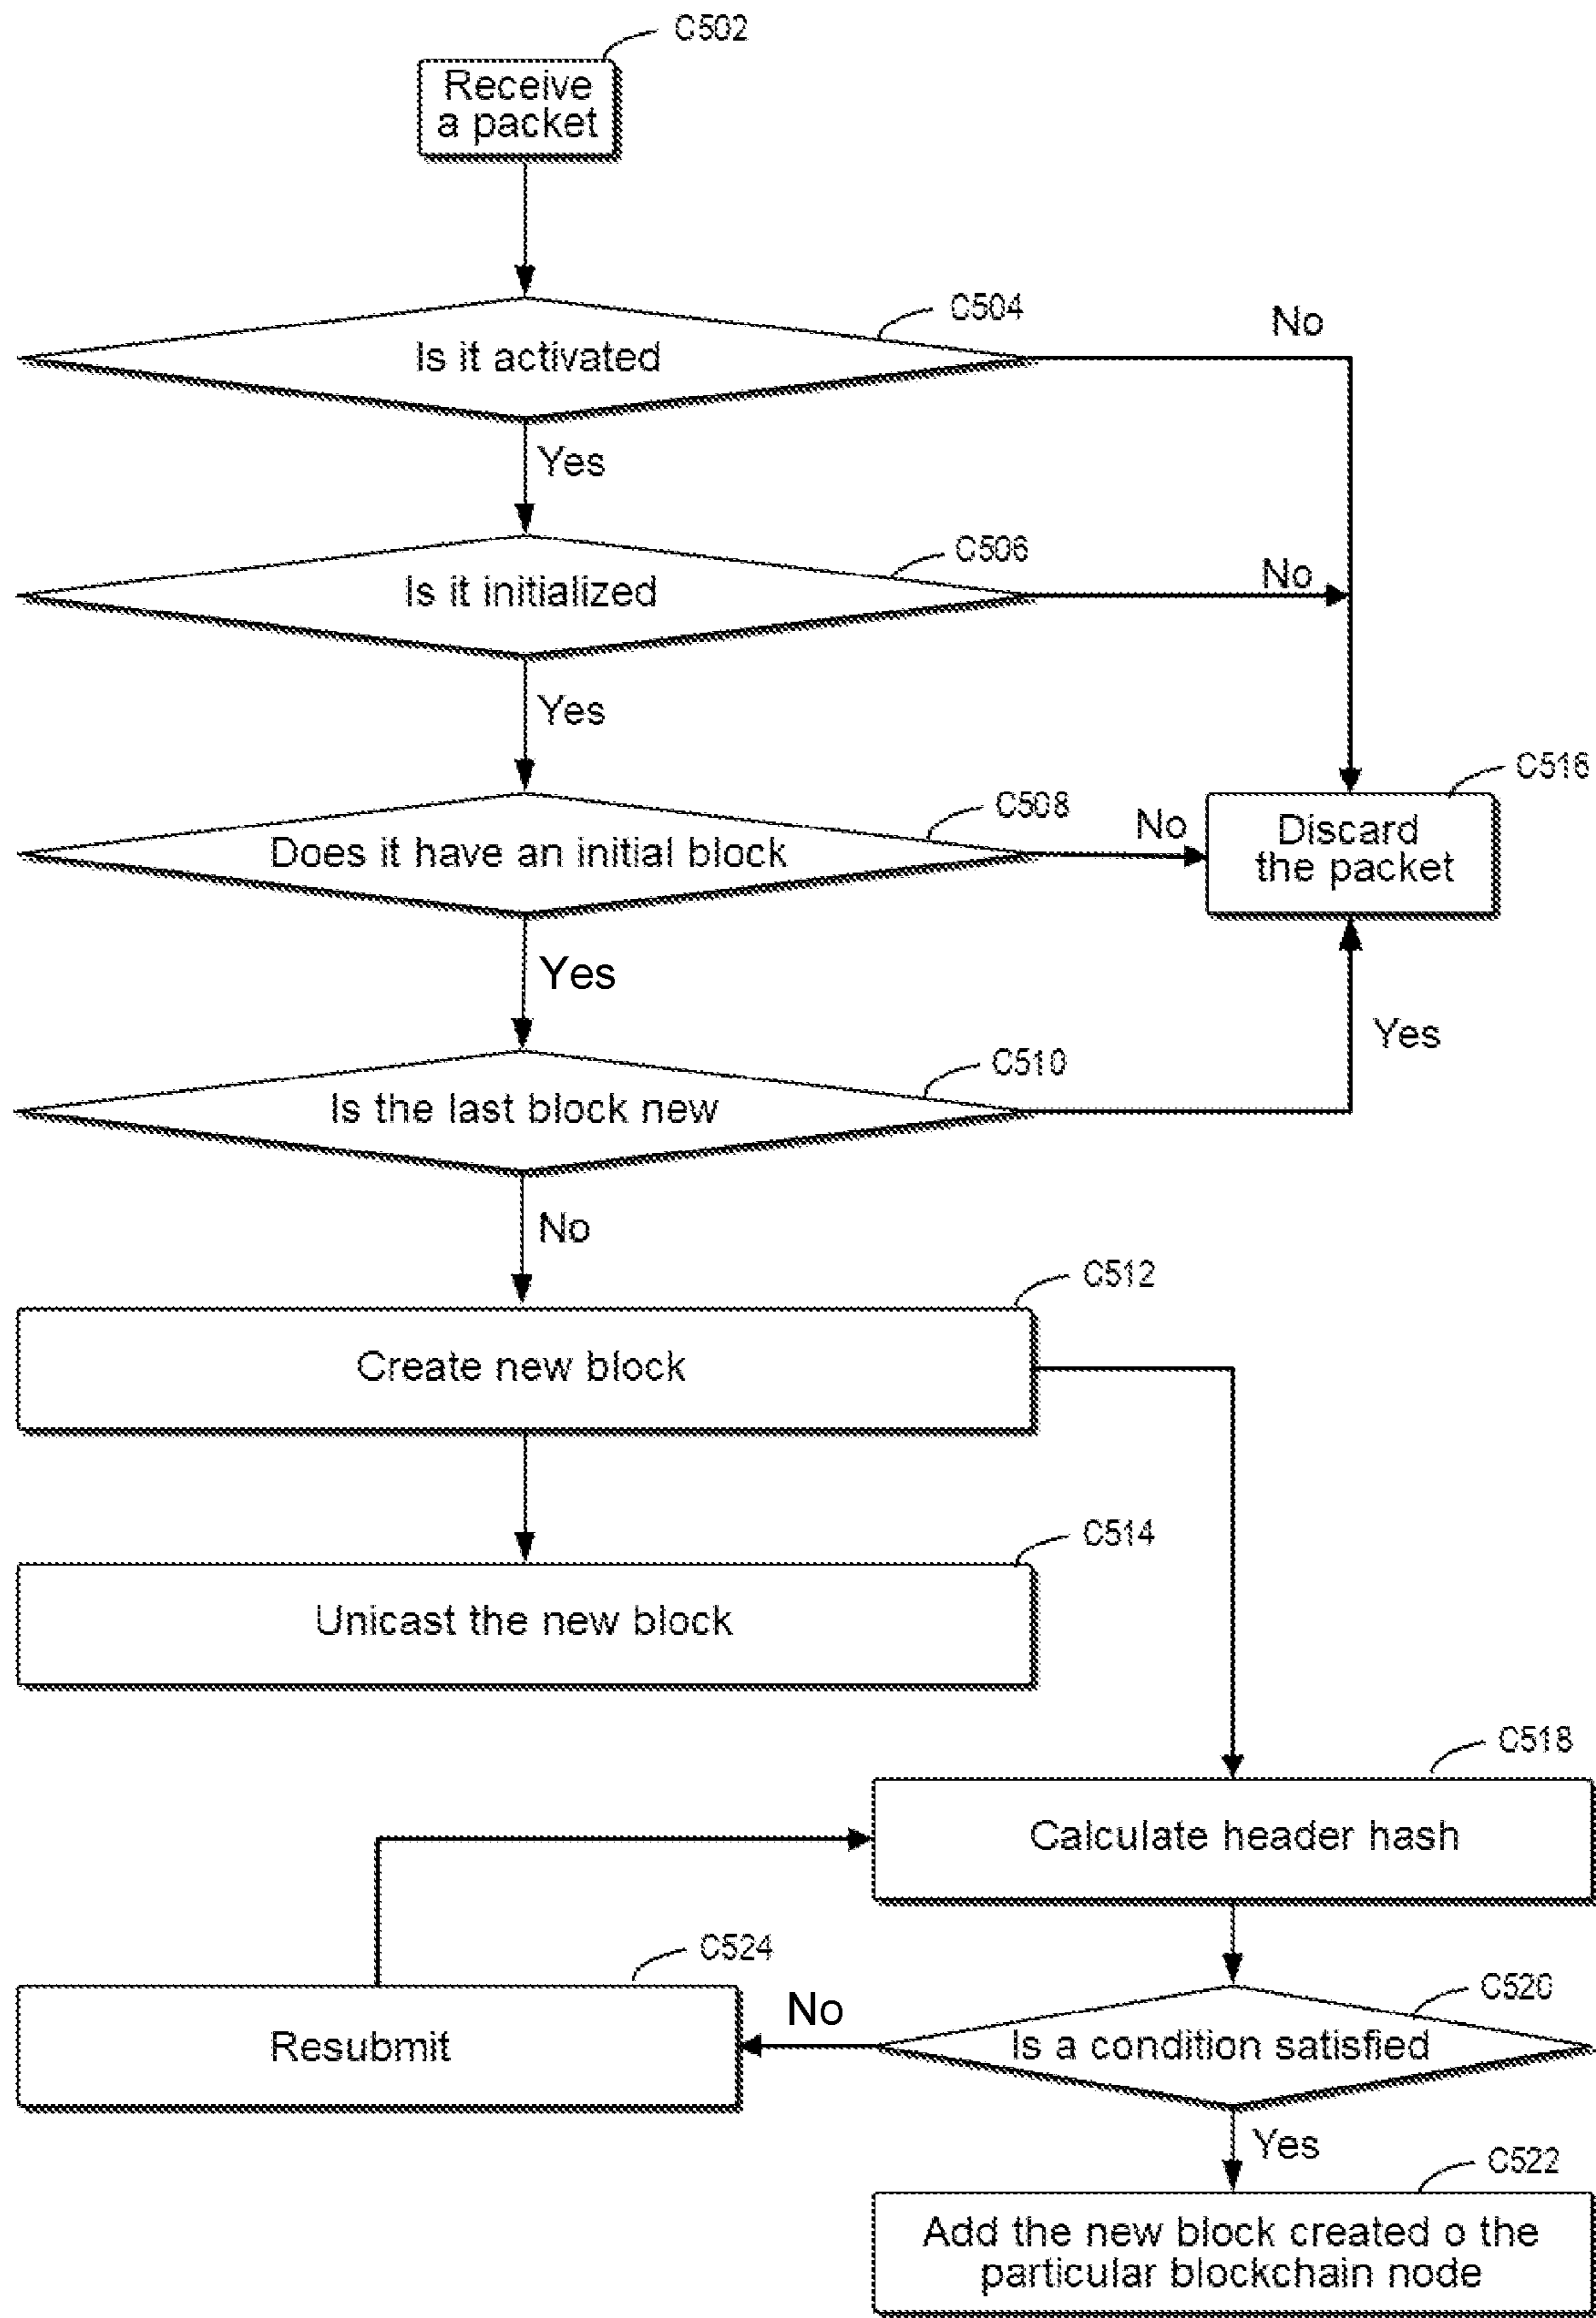 C502
Receive
a packet
C504
Is it activated
No
Yes
C506
Is it initialized
No
Yes
C508
Does it have an initial block
No
C516
Discard
the packet
Yes
C510
Is the last block new
Yes
No
C512
Create new block
C514
Unicast the new block
C518
Calculate header hash
C524
Resubmit
No
C520
Is a condition satisfied
Yes
C522
Add the new block created o the
particular blockchain node